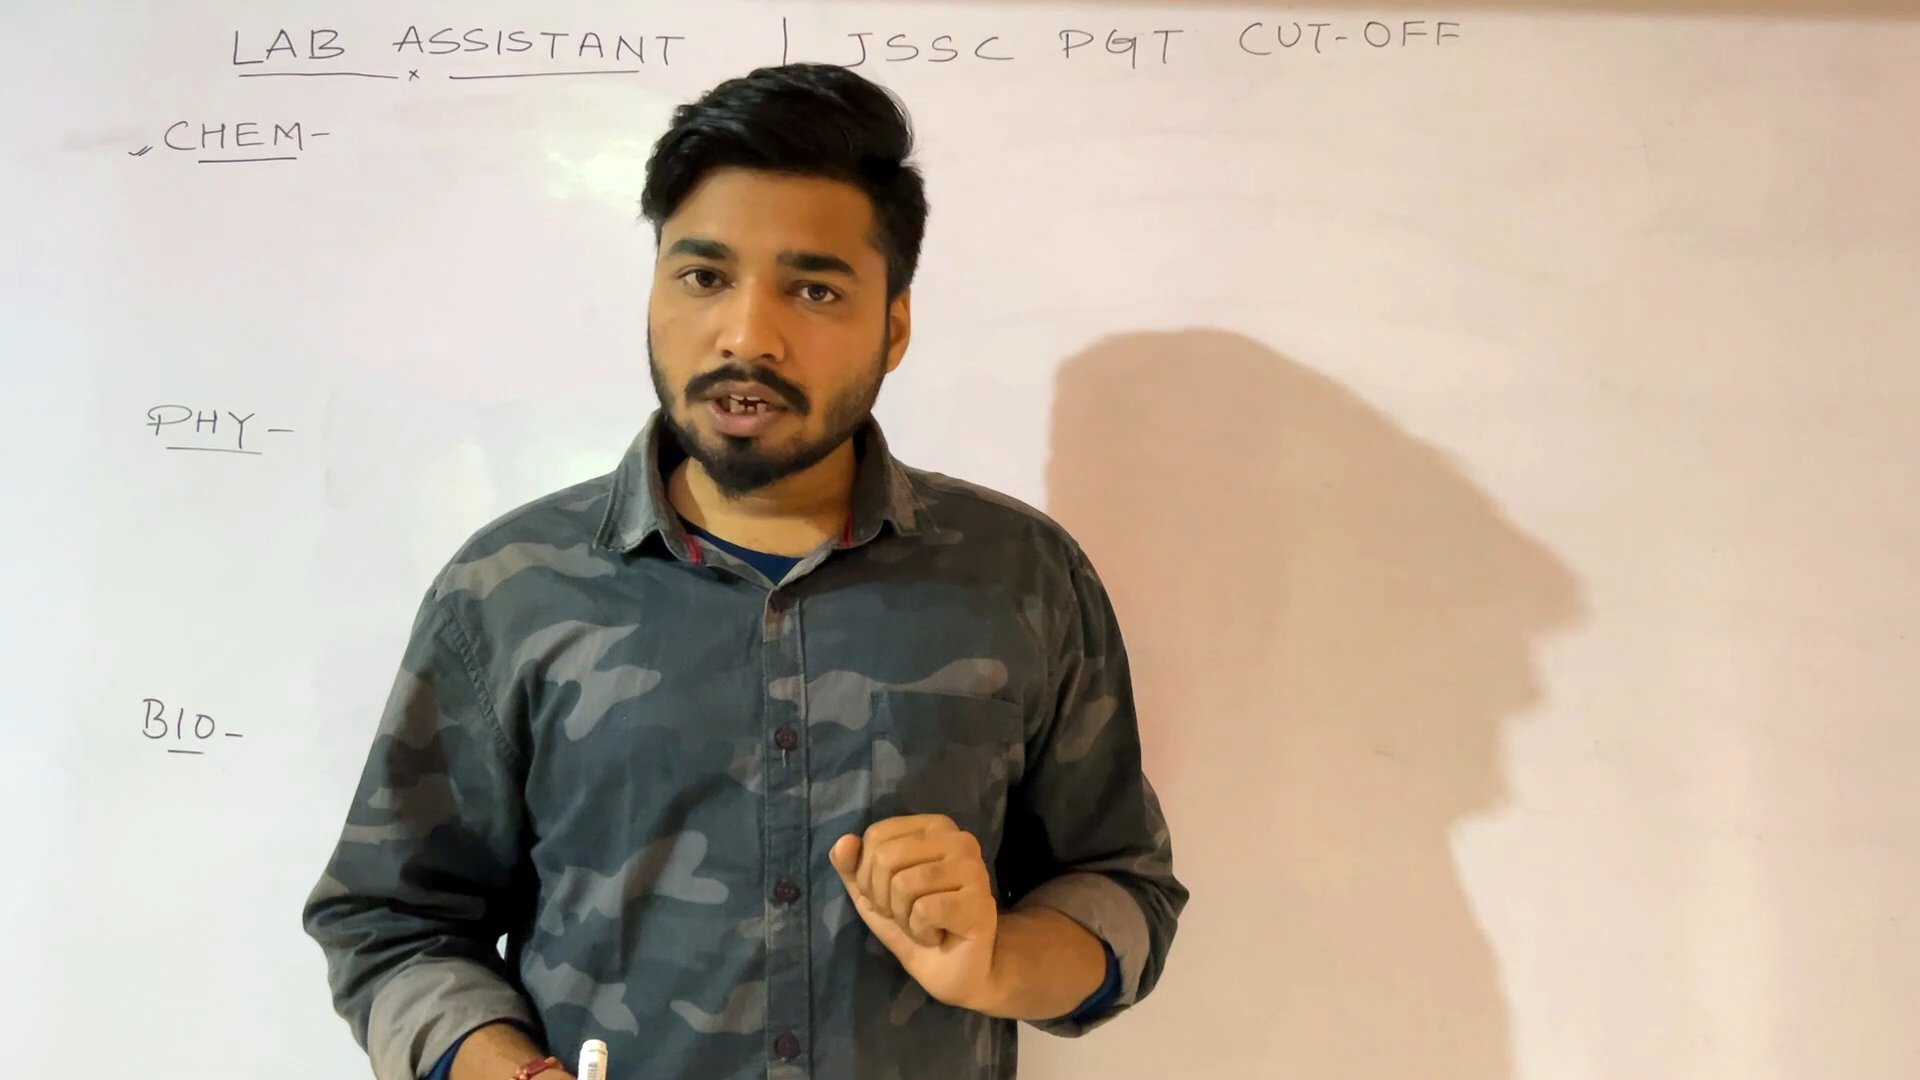 LAB ASSISTANT | JSSC PGT CUT-OFF
CHEM-
PHY-
BIO-